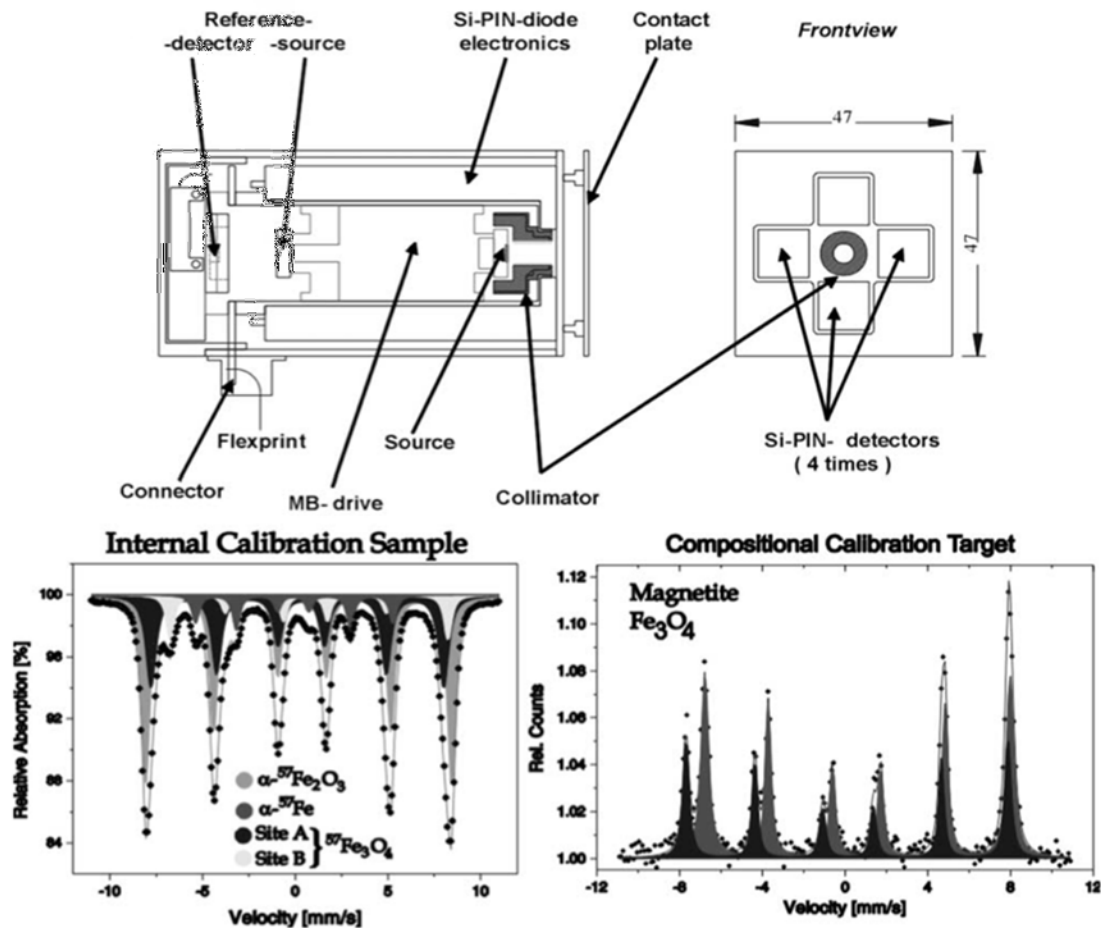 Reference-
-detector -source
Si-PIN-diode
electronics
Contact
plate
Frontview
47
47
Connector
Flexprint
MB- drive
Source
Collimator
Si-PIN- detectors
( 4 times )
Internal Calibration Sample
Relative Absorption [%]
100
96
92
88
84
α-⁵⁷Fe₂O₃
α-⁵⁷Fe
Site A
Site B } ⁵⁷Fe₃O₄
-10 -5 0 5 10
Velocity [mm/s]
Compositional Calibration Target
Magnetite
Fe₃O₄
Rel. Counts
1.12
1.10
1.08
1.06
1.04
1.02
1.00
-12 -8 -4 0 4 8 12
Velocity [mm/s]